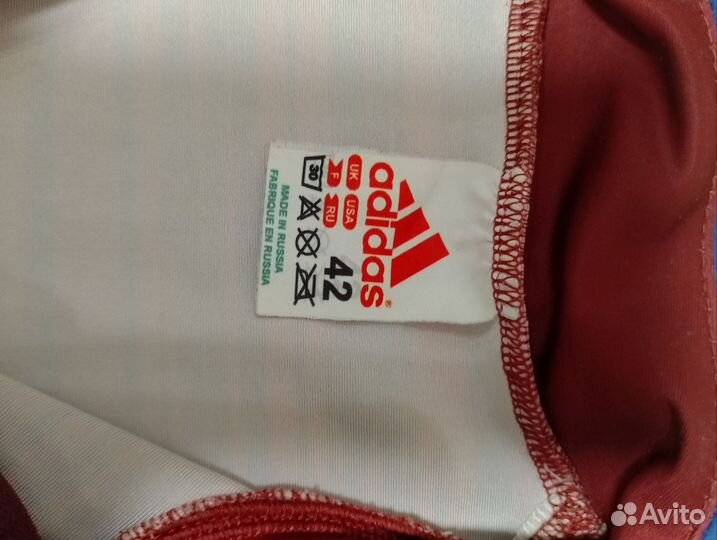 adidas®
UK USA
F RU
42
30
MADE IN RUSSIA
FABRIQUE EN RUSSIA
Avito